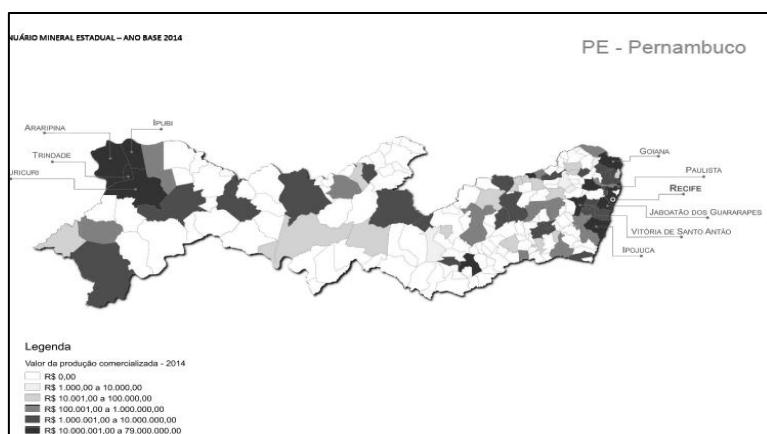 NUÁRIO MINERAL ESTADUAL – ANO BASE 2014
PE - Pernambuco
IPUBI
ARARIPINA
TRINDADE
URICURI
GOIANA
PAULISTA
RECIFE
JABOATÃO DOS GUARARAPES
VITÓRIA DE SANTO ANTÃO
IPOJUCA
Legenda
Valor da produção comercializada - 2014
R$ 0,00
R$ 1.000,00 a 10.000,00
R$ 10.001,00 a 100.000,00
R$ 100.001,00 a 1.000.000,00
R$ 1.000.001,00 a 10.000.000,00
R$ 10.000.001,00 a 79.000.000,00